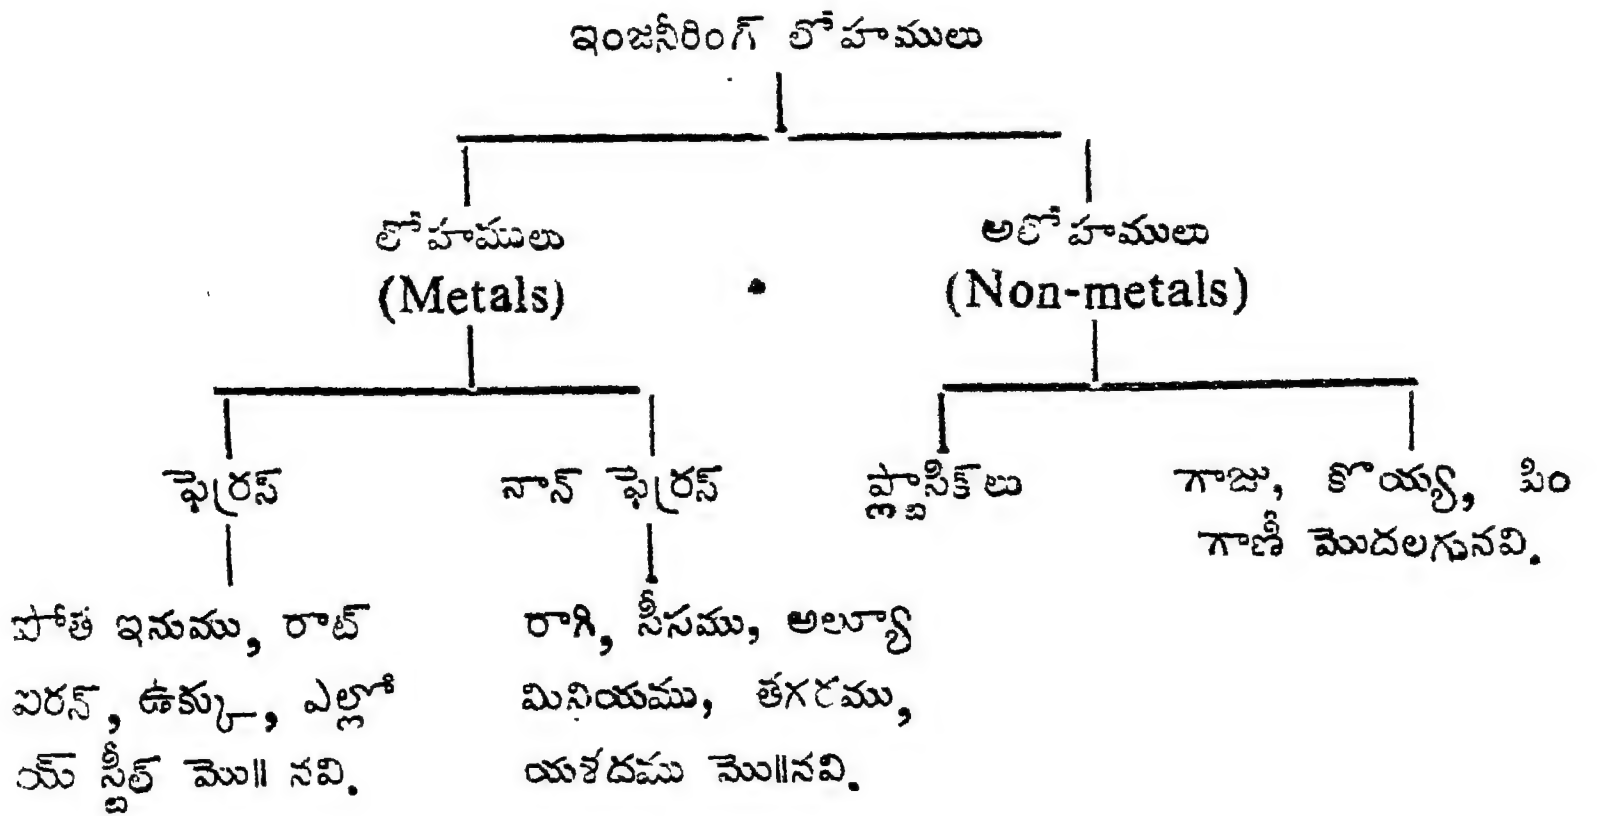 ఇంజనీరింగ్ లోహములు
లోహములు
(Metals)
అలోహములు
(Non-metals)
ఫెర్రస్
నాన్ ఫెర్రస్
ప్లాస్టిక్‌లు
గాజు, కొయ్య, పిం
గాణీ మొదలగునవి.
పోత ఇనుము, రాట్
ఐరన్, ఉక్కు, ఎల్లో
య్ స్టీల్ మొ॥ నవి.
రాగి, సీసము, అల్యూ
మినియము, తగరము,
యశదము మొ॥నవి.